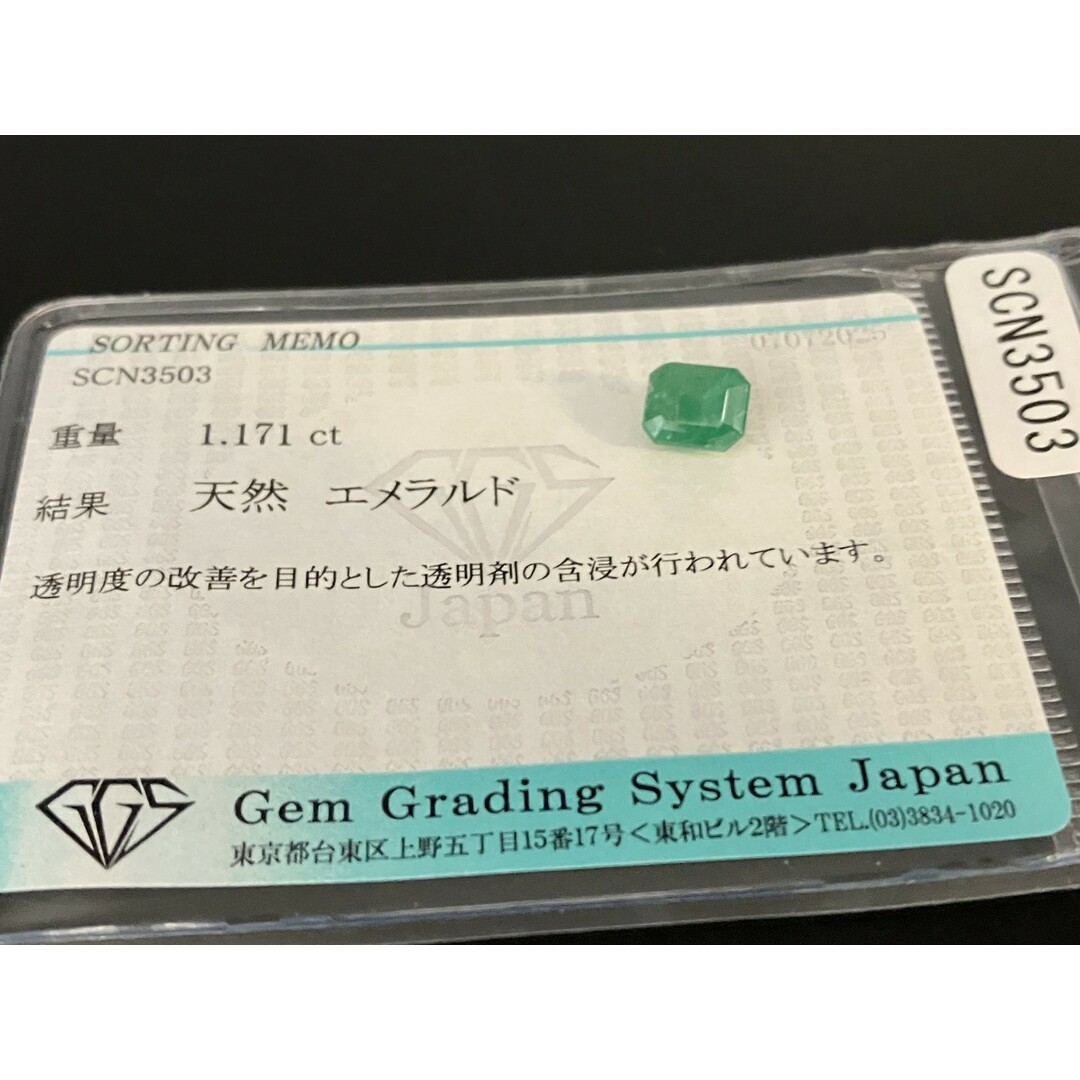 SORTING MEMO
07072025
SCN3503
SCN3503
重量 1.171 ct
結果 天然 エメラルド
透明度の改善を目的とした透明剤の含浸が行われています。
GGS
Japan
GGS
Gem Grading System Japan
東京都台東区上野五丁目15番17号<東和ビル2階>TEL.(03)3834-1020